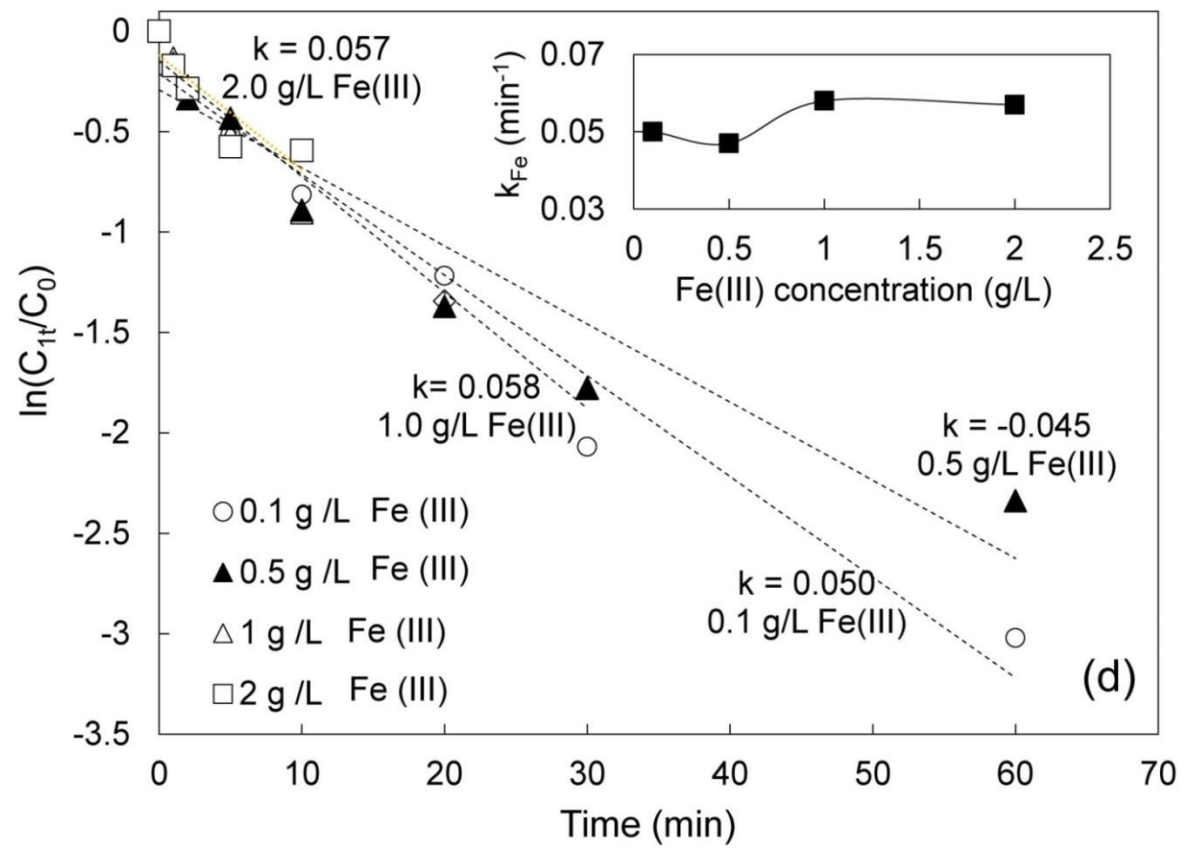 0
-0.5
-1
-1.5
-2
-2.5
-3
-3.5
ln(C1t/C0)
k = 0.057
2.0 g/L Fe(III)
0.07
0.05
0.03
kFe (min-1)
0 0.5 1 1.5 2 2.5
Fe(III) concentration (g/L)
k= 0.058
1.0 g/L Fe(III)
k = -0.045
0.5 g/L Fe(III)
k = 0.050
0.1 g/L Fe(III)
0.1 g /L Fe (III)
0.5 g/L Fe (III)
1 g/L Fe (III)
2 g /L Fe (III)
(d)
0 10 20 30 40 50 60 70
Time (min)